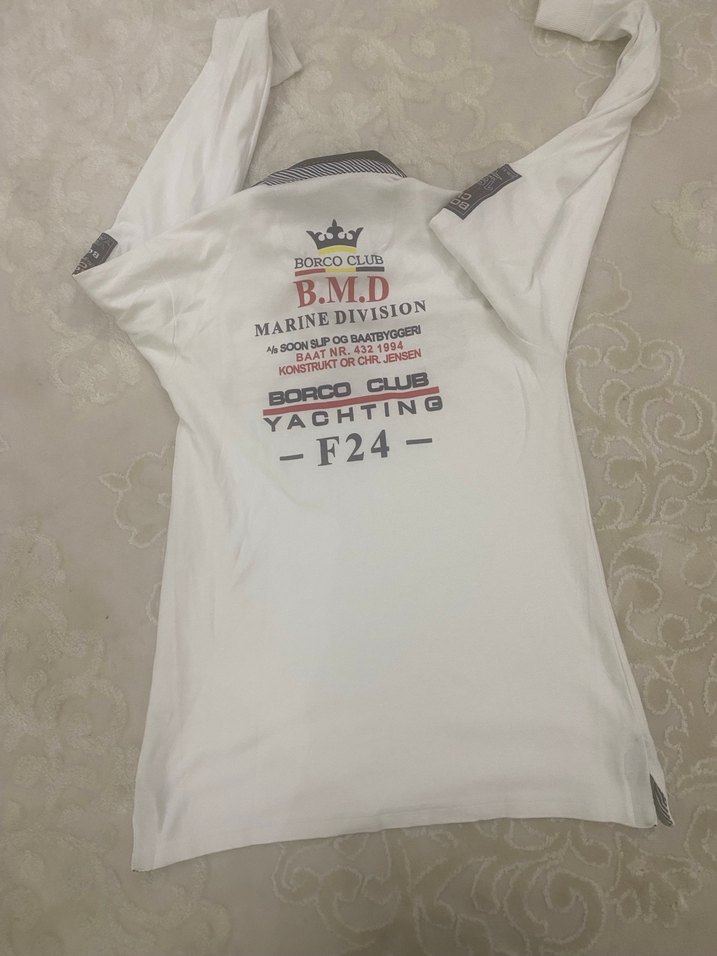 BORCO CLUB
B.M.D
MARINE DIVISION
A/s SOON SLIP OG BAATBYGGERI
BAAT NR. 432 1994
KONSTRUKT OR CHR. JENSEN
BORCO CLUB
YACHTING
– F24 –